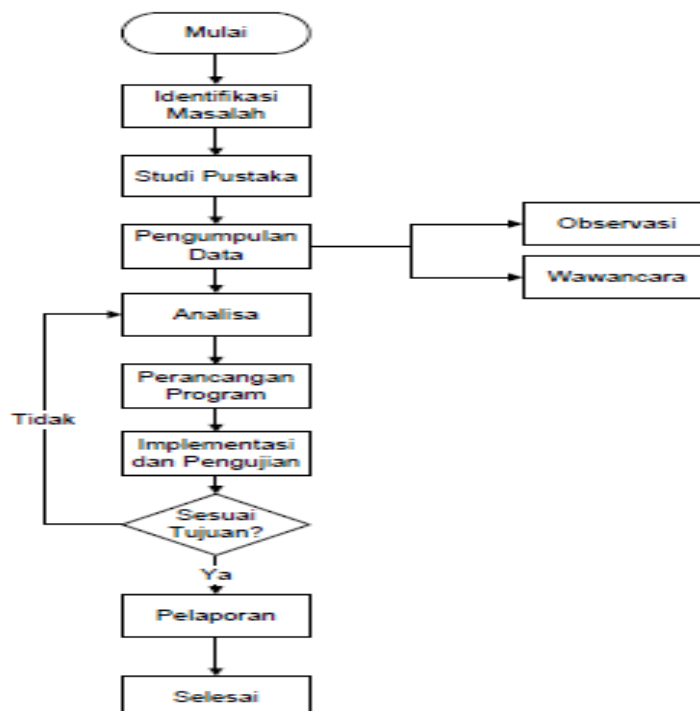 Mulai
Identifikasi
Masalah
Studi Pustaka
Pengumpulan
Data
Observasi
Wawancara
Analisa
Perancangan
Program
Tidak
Implementasi
dan Pengujian
Sesuai
Tujuan?
Ya
Pelaporan
Selesai